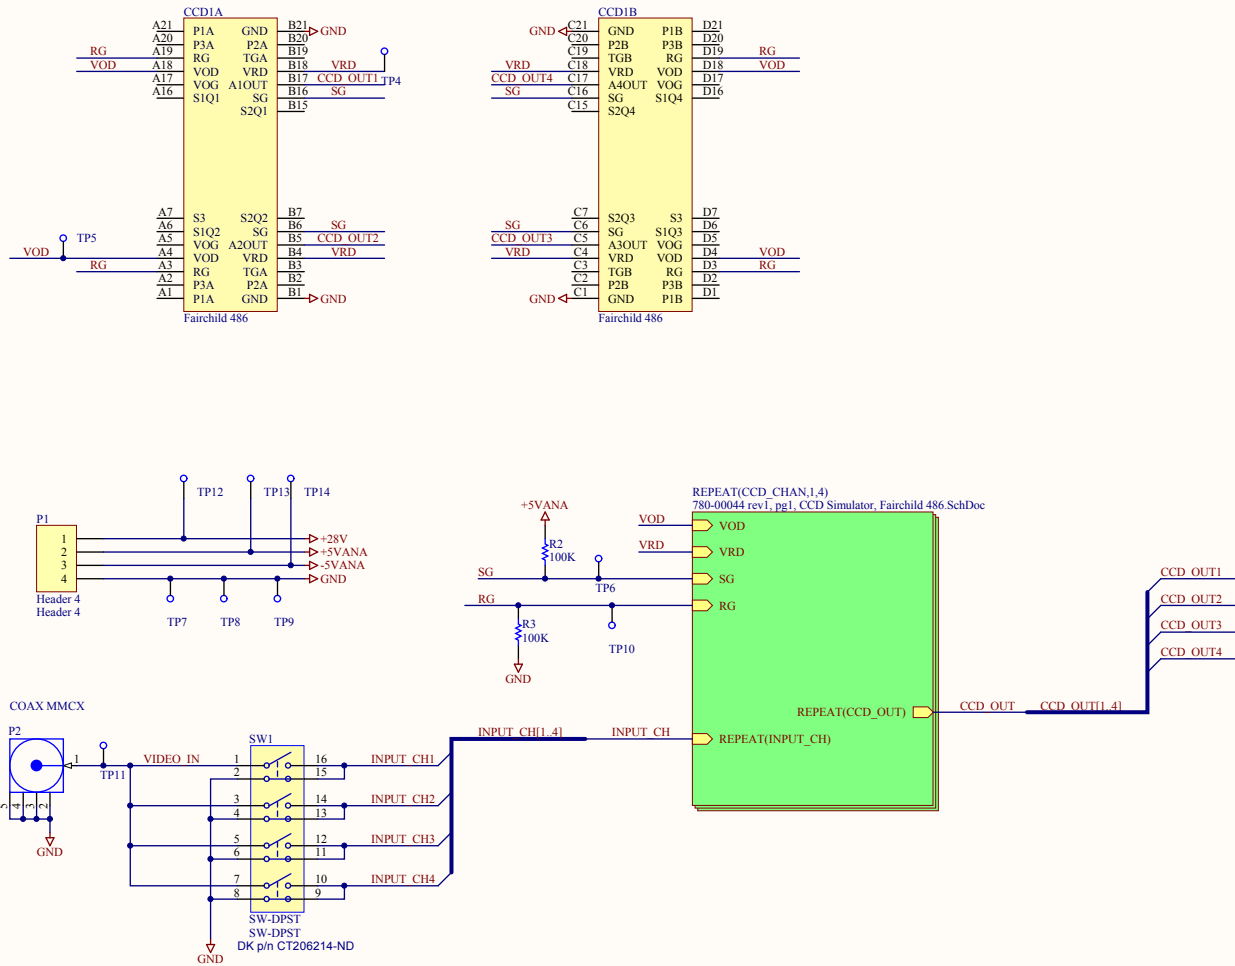 CCD1A
A21 P1A GND B21 GND
A20 P3A P2A B20
RG A19 RG TGA B19
VOD A18 VOD VRD B18 VRD
A17 VOG A1OUT B17 CCD_OUT1 TP4
A16 S1Q1 SG B16 SG
S2Q1 B15
A7 S3 S2Q2 B7
A6 S1Q2 SG B6 SG
TP5
A5 VOG A2OUT B5 CCD_OUT2
VOD A4 VOD VRD B4 VRD
RG A3 RG TGA B3
A2 P3A P2A B2
A1 P1A GND B1 GND
Fairchild 486
CCD1B
GND C21 GND P1B D21
C20 P2B P3B D20
C19 TGB RG D19 RG
VRD C18 VRD VOD D18 VOD
CCD_OUT4 C17 A4OUT VOG D17
SG C16 SG S1Q4 D16
C15 S2Q4
C7 S2Q3 S3 D7
SG C6 SG S1Q3 D6
CCD_OUT3 C5 A3OUT VOG D5
VRD C4 VRD VOD D4 VOD
C3 TGB RG D3 RG
C2 P2B P3B D2
GND C1 GND P1B D1
Fairchild 486
TP12 TP13 TP14
P1
1 +28V
2 +5VANA
3 -5VANA
4 GND
Header 4
Header 4
TP7 TP8 TP9
REPEAT(CCD_CHAN,1,4)
780-00044 rev1, pg1, CCD Simulator, Fairchild 486.SchDoc
+5VANA
VOD VOD
R2
100K
VRD VRD
SG SG
TP6
RG RG
R3
100K
TP10
GND
REPEAT(CCD_OUT) CCD_OUT CCD_OUT[1..4]
INPUT_CH[1..4] INPUT_CH REPEAT(INPUT_CH)
CCD_OUT1
CCD_OUT2
CCD_OUT3
CCD_OUT4
COAX MMCX
P2
1
TP11
5 4 3 2
GND
VIDEO_IN
SW1
1 16 INPUT_CH1
2 15
3 14 INPUT_CH2
4 13
5 12 INPUT_CH3
6 11
7 10 INPUT_CH4
8 9
SW-DPST
SW-DPST
DK p/n CT206214-ND
GND